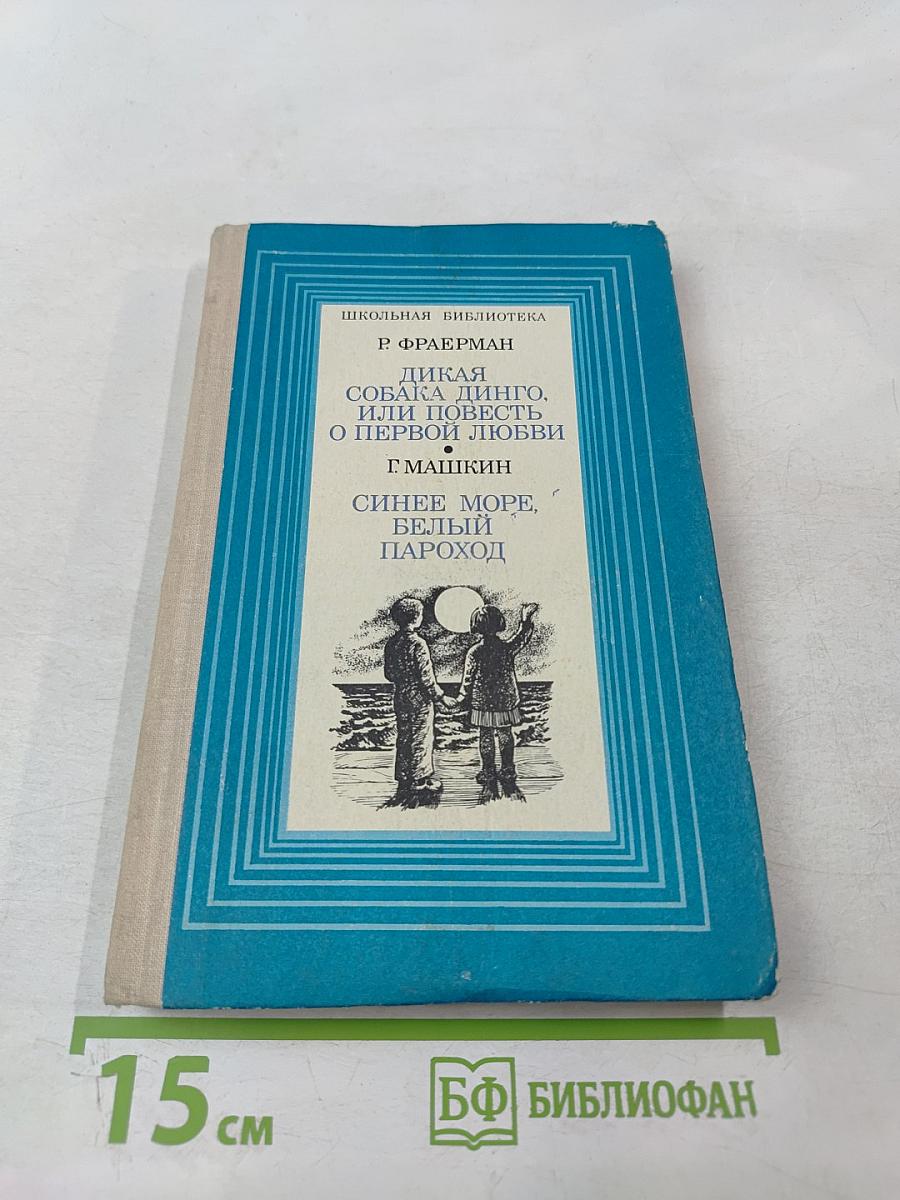 ШКОЛЬНАЯ БИБЛИОТЕКА
Р. ФРАЕРМАН
ДИКАЯ
СОБАКА ДИНГО,
ИЛИ ПОВЕСТЬ
О ПЕРВОЙ ЛЮБВИ
Г. МАШКИН
СИНЕЕ МОРЕ,
БЕЛЫЙ
ПАРОХОД
15 см
БФ БИБЛИОФАН